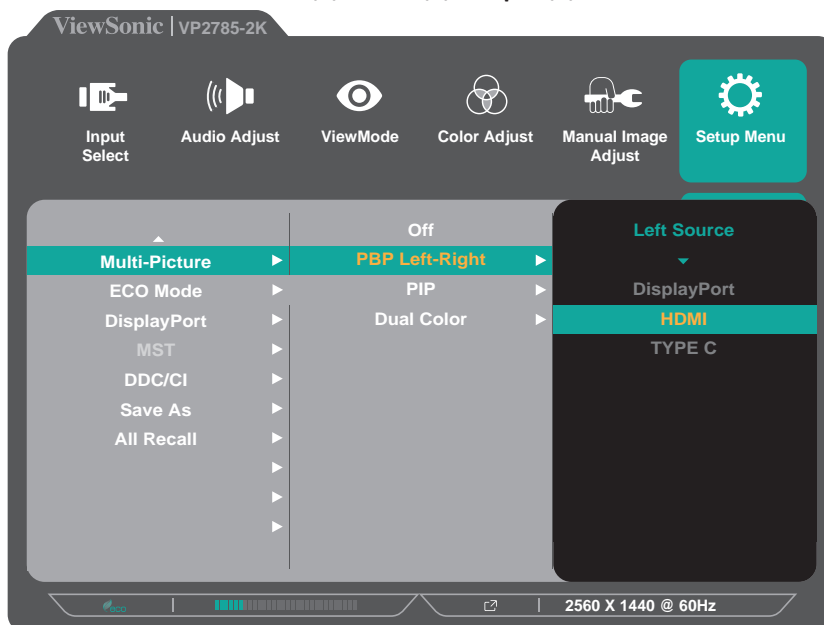 ViewSonic | VP2785-2K
Input Select
Audio Adjust
ViewMode
Color Adjust
Manual Image Adjust
Setup Menu
Multi-Picture
ECO Mode
DisplayPort
MST
DDC/CI
Save As
All Recall
Off
PBP Left-Right
PIP
Dual Color
Left Source
DisplayPort
HDMI
TYPE C
eco
2560 X 1440 @ 60Hz